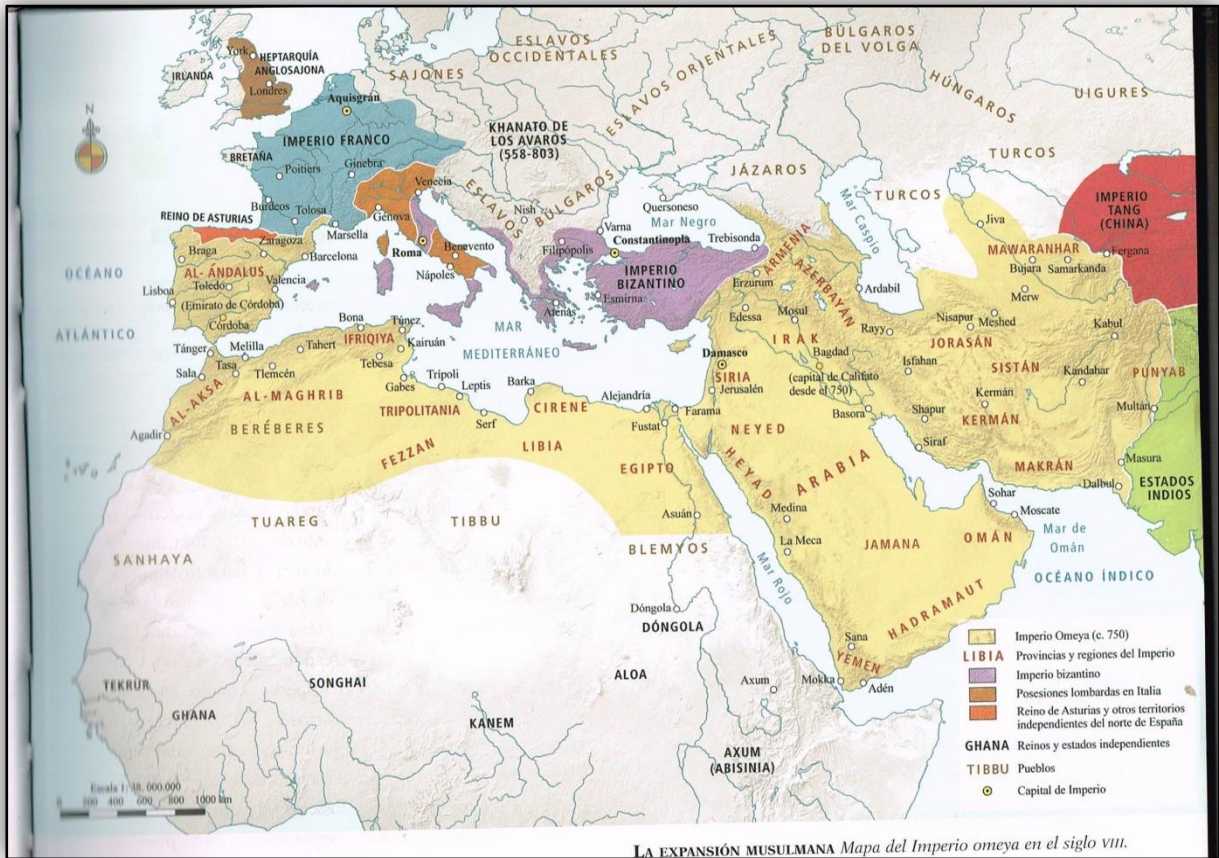 York
HEPTARQUÍA
ANGLOSAJONA
IRLANDA
Londres
ESLAVOS
OCCIDENTALES
SAJONES
ESLAVOS ORIENTALES
BÚLGAROS
DEL VOLGA
HÚNGAROS
UIGURES
N
Aquisgrán
IMPERIO FRANCO
BRETAÑA
Poitiers
Ginebra
KHANATO DE
LOS AVAROS
(558-803)
JÁZAROS
TURCOS
TURCOS
IMPERIO
TANG
(CHINA)
Burdeos
Tolosa
Marsella
Venecia
Génova
ESLAVOS
BÚLGAROS
Nish
Quersoneso
Mar Negro
Mar Caspio
Jiva
REINO DE ASTURIAS
Braga
Zaragoza
Barcelona
Roma
Benevento
Nápoles
Filipópolis
Varna
Constantinopla
Trebisonda
ARMENIA
AZERBAYÁN
MAWARANHAR
Fergana
Bujara
Samarkanda
OCÉANO
ATLÁNTICO
AL- ÁNDALUS
Toledo
Valencia
Lisboa
(Emirato de Córdoba)
Córdoba
IMPERIO
BIZANTINO
Esmirna
Atenas
Erzurum
Edessa
Mosul
Ardabil
Merw
Rayy
Nisapur
Meshed
Kabul
MAR
MEDITERRÁNEO
Tánger
Melilla
Sala
Tasa
Tlemcén
Tahert
Bona
Túnez
IFRIQIYA
Kairuán
Tebesa
Gabes
Trípoli
Leptis
Barka
Alejandría
Damasco
SIRIA
Jerusalén
IRAK
Bagdad
(capital de Califato
desde el 750)
Isfahan
JORASÁN
SISTÁN
Kandahar
PUNYAB
Multán
AL-AKSA
AL-MAGHRIB
BERÉBERES
Agadir
TRIPOLITANIA
Serf
CIRENE
Farama
Fustat
Basora
Shapur
Kermán
KERMÁN
Siraf
MAKRÁN
Masura
Dalbul
ESTADOS
INDIOS
FEZZAN
LIBIA
EGIPTO
Asuán
NEYED
HEYAD
ARABIA
Medina
La Meca
JAMANA
OMÁN
Sohar
Moscate
Mar de
Omán
OCÉANO ÍNDICO
TUAREG
TIBBU
SANHAYA
BLEMYOS
Mar Rojo
HADRAMAUT
Dóngola
DÓNGOLA
Sana
YEMEN
Mokka
Adén
TEKRUR
GHANA
SONGHAI
KANEM
ALOA
Axum
AXUM
(ABISINIA)
Imperio Omeya (c. 750)
LIBIA Provincias y regiones del Imperio
Imperio bizantino
Posesiones lombardas en Italia
Reino de Asturias y otros territorios
independientes del norte de España
GHANA Reinos y estados independientes
TIBBU Pueblos
Capital de Imperio
Escala 1: 38. 000.000
0 200 400 600 800 1000 km
LA EXPANSIÓN MUSULMANA Mapa del Imperio omeya en el siglo VIII.